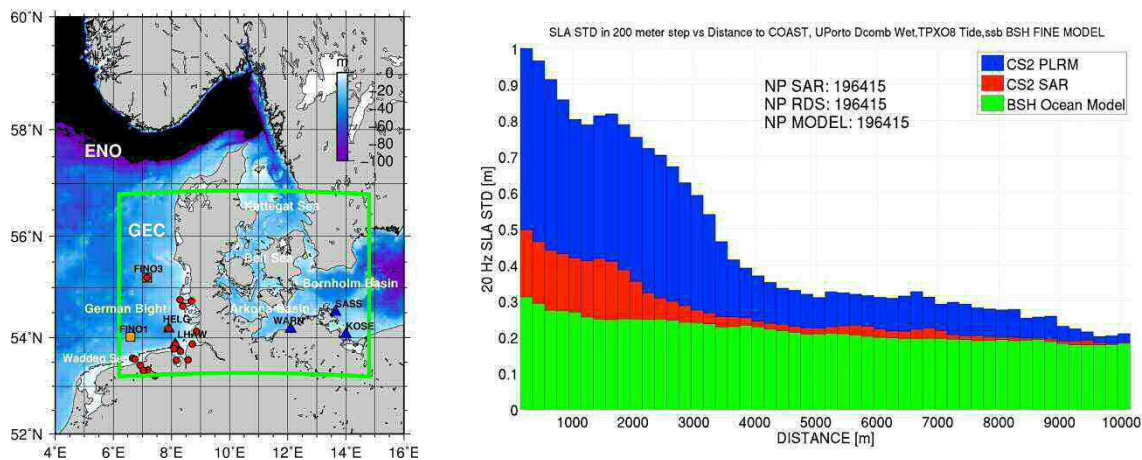 60°N
58°N
56°N
54°N
52°N
4°E
6°E
8°E
10°E
12°E
14°E
16°E
m
0
−20
−40
−60
−80
−100
ENO
GEC
Kattegat Sea
Belt Sea
Bornholm Basin
Arkona Basin
German Bight
Wadden Sea
FINO3
FINO1
HELG
LHAW
WARN
SASS
KOSE
SLA STD in 200 meter step vs Distance to COAST, UPorto Dcomb Wet,TPXO8 Tide,ssb BSH FINE MODEL
NP SAR: 196415
NP RDS: 196415
NP MODEL: 196415
CS2 PLRM
CS2 SAR
BSH Ocean Model
20 Hz SLA STD [m]
1
0.9
0.8
0.7
0.6
0.5
0.4
0.3
0.2
0.1
0
1000
2000
3000
4000
5000
6000
7000
8000
9000
10000
DISTANCE [m]